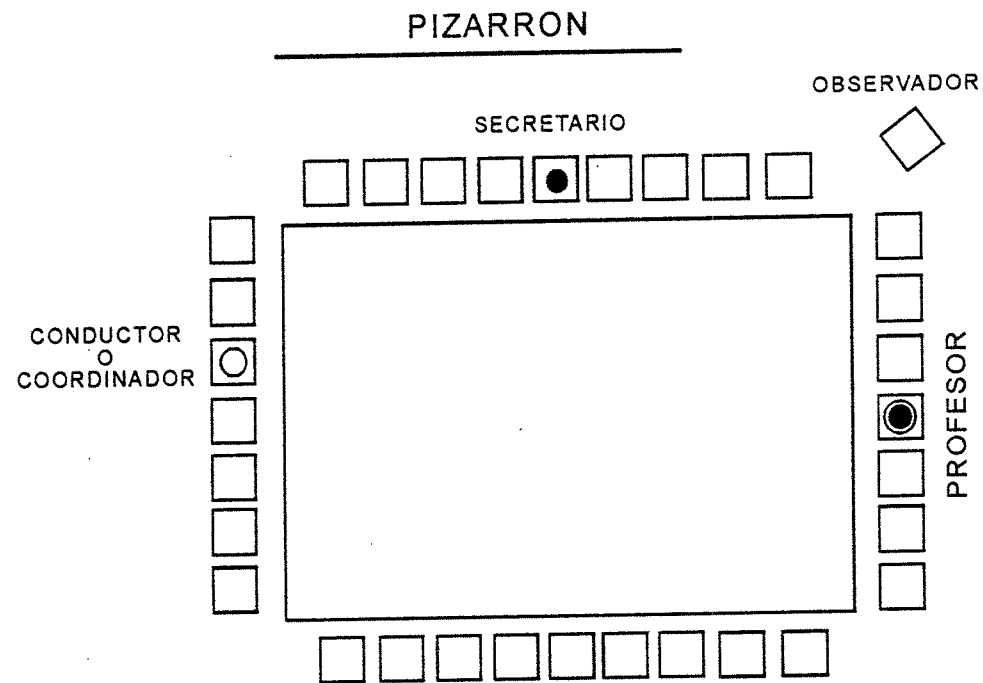 PIZARRON
OBSERVADOR
SECRETARIO
CONDUCTOR
O
COORDINADOR
PROFESOR